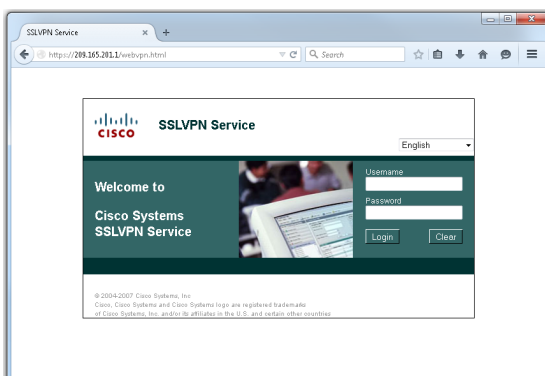 SSLVPN Service
https://209.165.201.1/webvpn.html
Search
CISCO
SSLVPN Service
English
Welcome to
Cisco Systems
SSLVPN Service
Username
Password
Login Clear
© 2004-2007 Cisco Systems, Inc
Cisco, Cisco Systems and Cisco Systems logo are registered trademarks
of Cisco Systems, Inc. and/or its affiliates in the U.S. and certain other countries